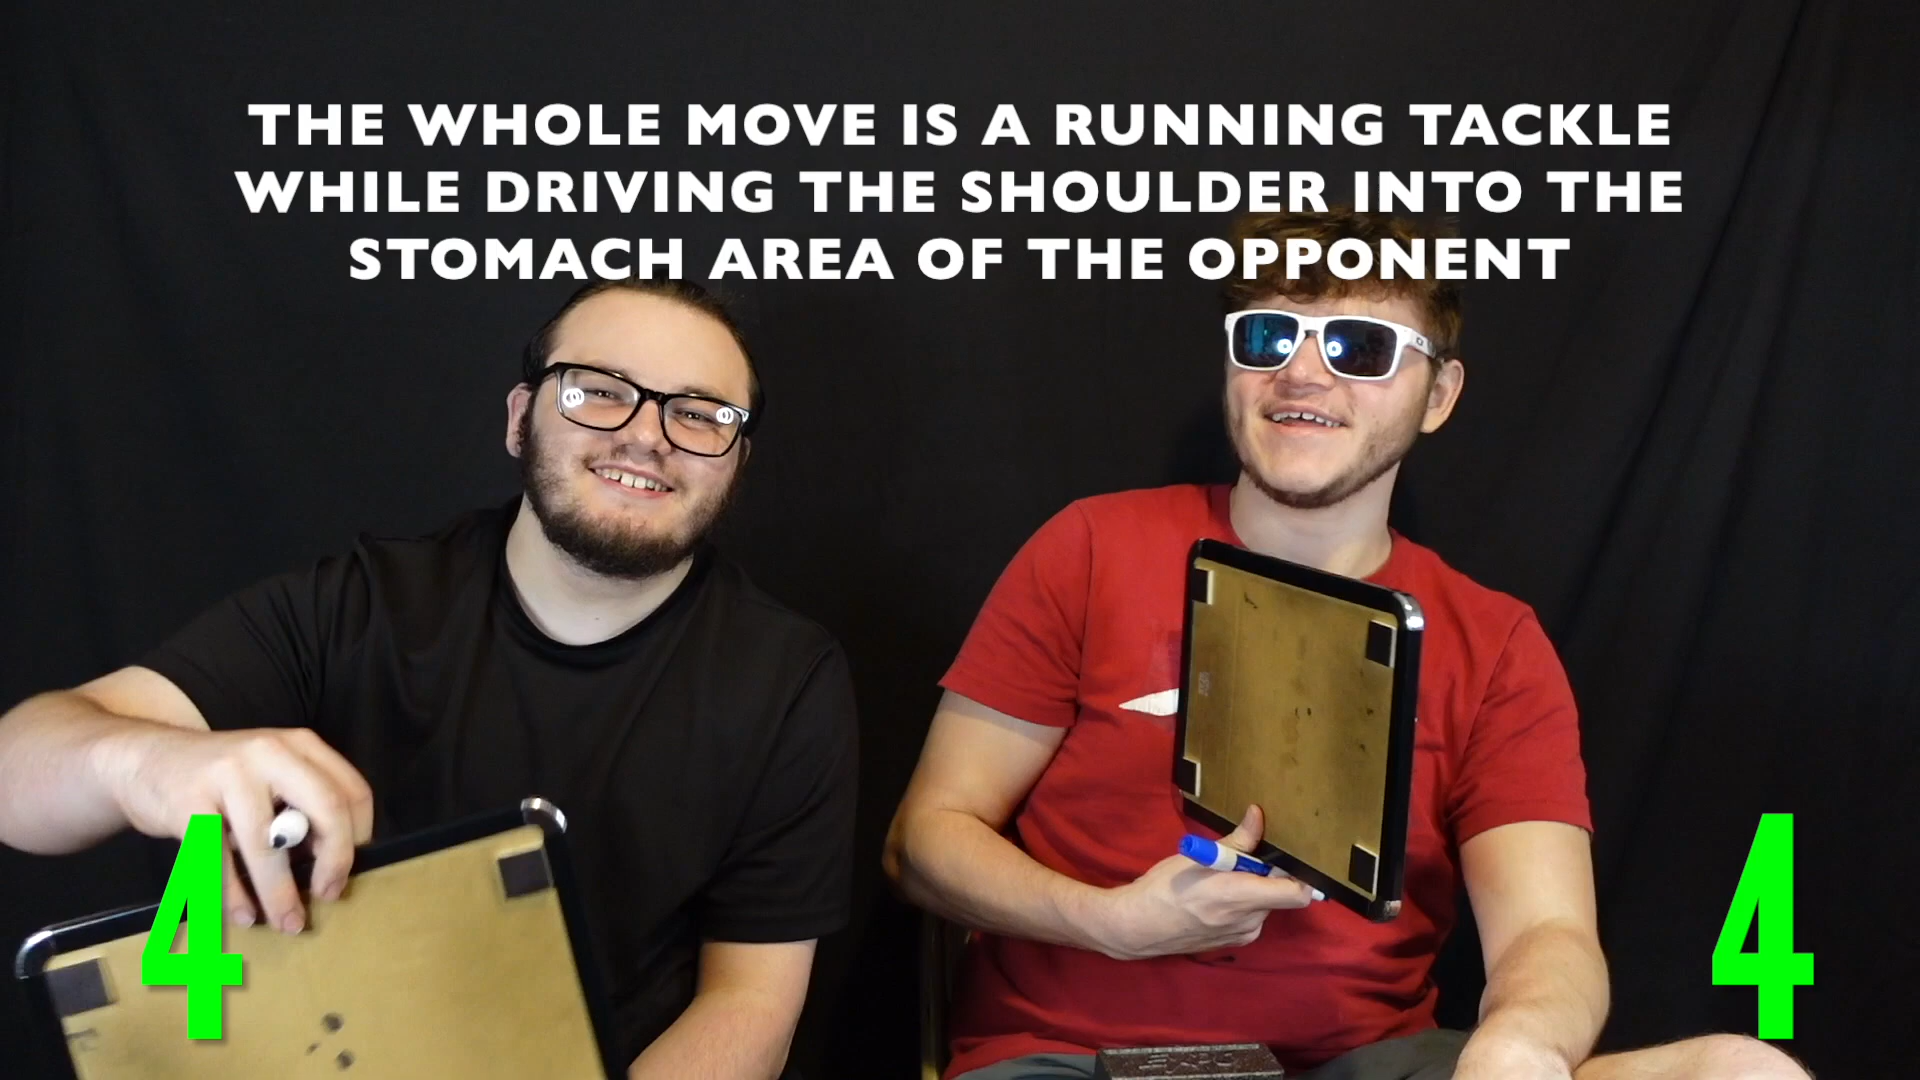 THE WHOLE MOVE IS A RUNNING TACKLE
WHILE DRIVING THE SHOULDER INTO THE
STOMACH AREA OF THE OPPONENT
4
4
EXPO